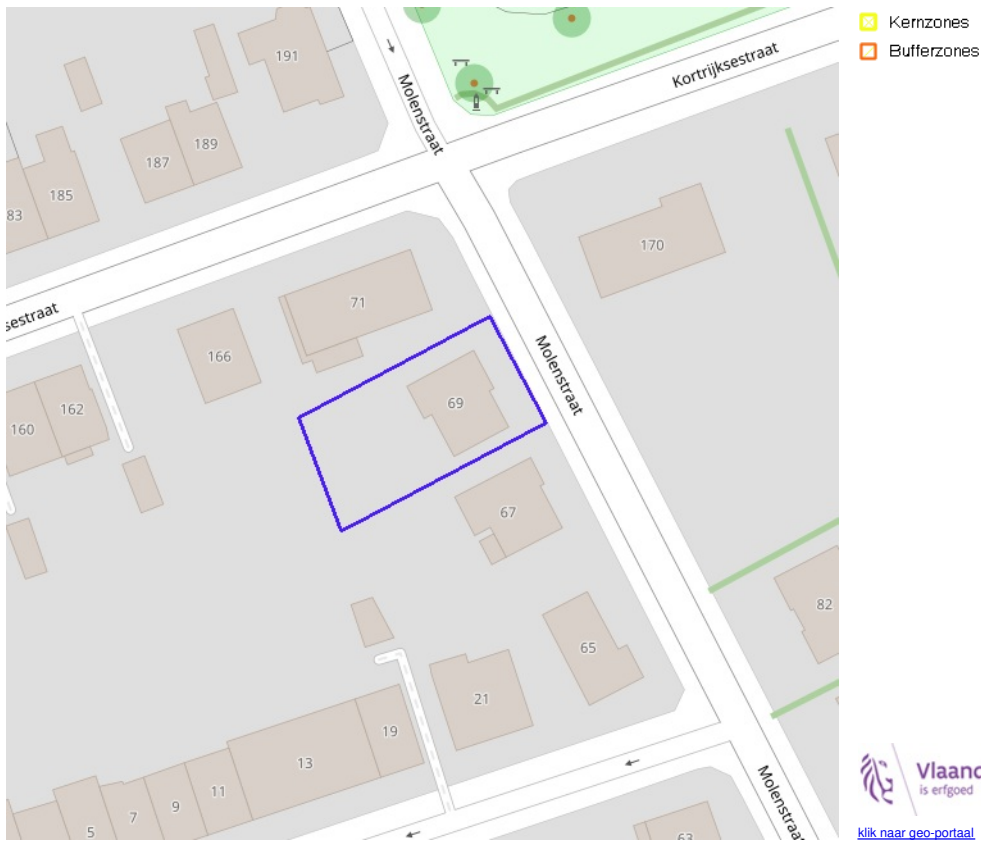 Kernzones
Bufferzones
191
Molenstraat
Kortrijksestraat
187
189
185
83
170
71
sestraat
166
Molenstraat
69
162
160
67
82
65
21
19
13
11
9
7
5
Molenstraa
63
Vlaand
is erfgoed
klik naar geo-portaal